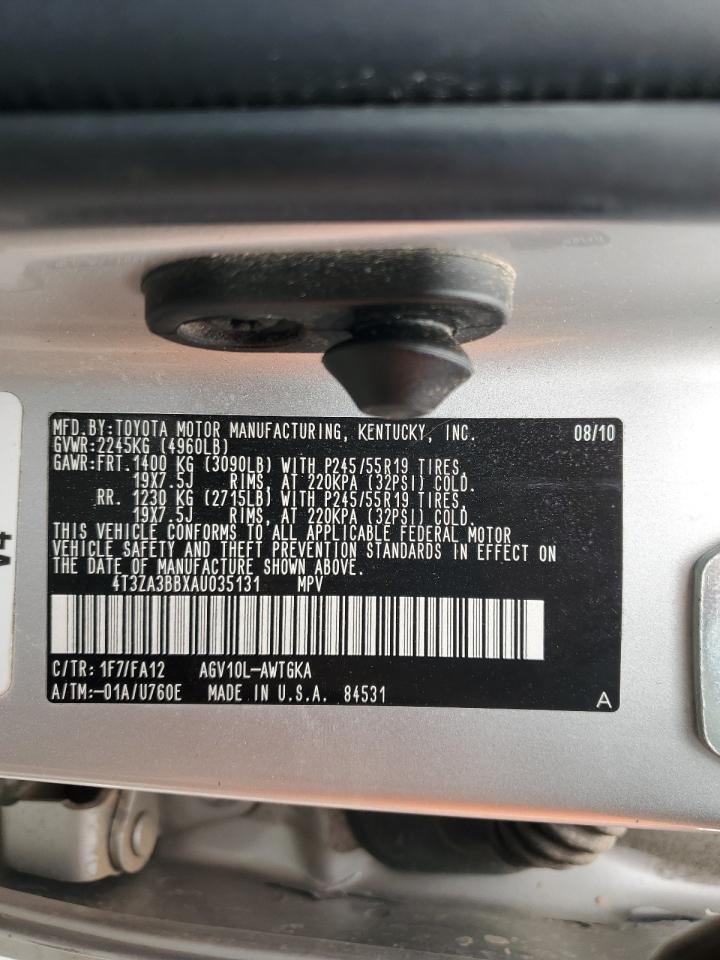 MFD.BY:TOYOTA MOTOR MANUFACTURING, KENTUCKY, INC. 08/10
GVWR:2245KG (4960LB)
GAWR:FRT.1400 KG (3090LB) WITH P245/55R19 TIRES,
19X7.5J RIMS, AT 220KPA (32PSI) COLD.
RR. 1230 KG (2715LB) WITH P245/55R19 TIRES,
19X7.5J RIMS, AT 220KPA (32PSI) COLD.
THIS VEHICLE CONFORMS TO ALL APPLICABLE FEDERAL MOTOR
VEHICLE SAFETY AND THEFT PREVENTION STANDARDS IN EFFECT ON
THE DATE OF MANUFACTURE SHOWN ABOVE.
4T3ZA3BBXAU035131 MPV
C/TR:1F7/FA12 AGV10L-AWTGKA
A/TM:-01A/U760E MADE IN U.S.A. 84531
A